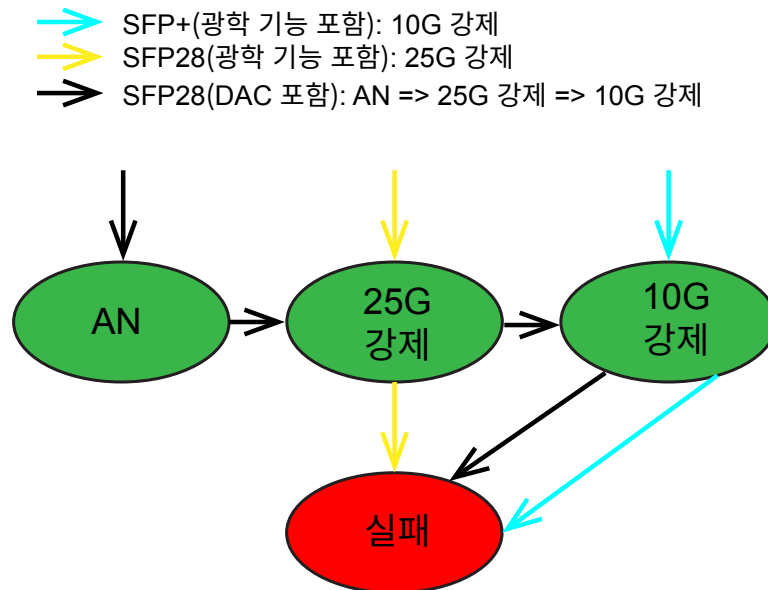 SFP+(광학 기능 포함): 10G 강제
SFP28(광학 기능 포함): 25G 강제
SFP28(DAC 포함): AN => 25G 강제 => 10G 강제
AN
25G
강제
10G
강제
실패